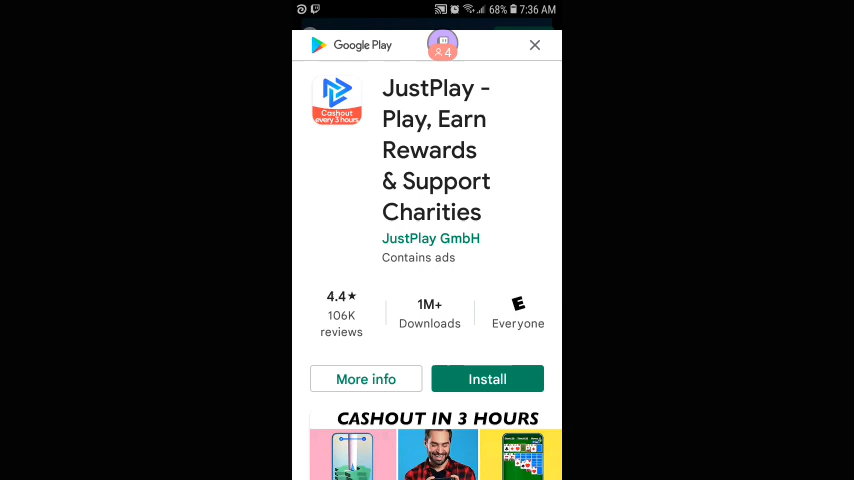 68% 7:36 AM
Google Play
4
JustPlay -
Play, Earn
Rewards
& Support
Charities
Cashout
every 3 hours
JustPlay GmbH
Contains ads
4.4★
106K
reviews
1M+
Downloads
E
Everyone
More info
Install
CASHOUT IN 3 HOURS